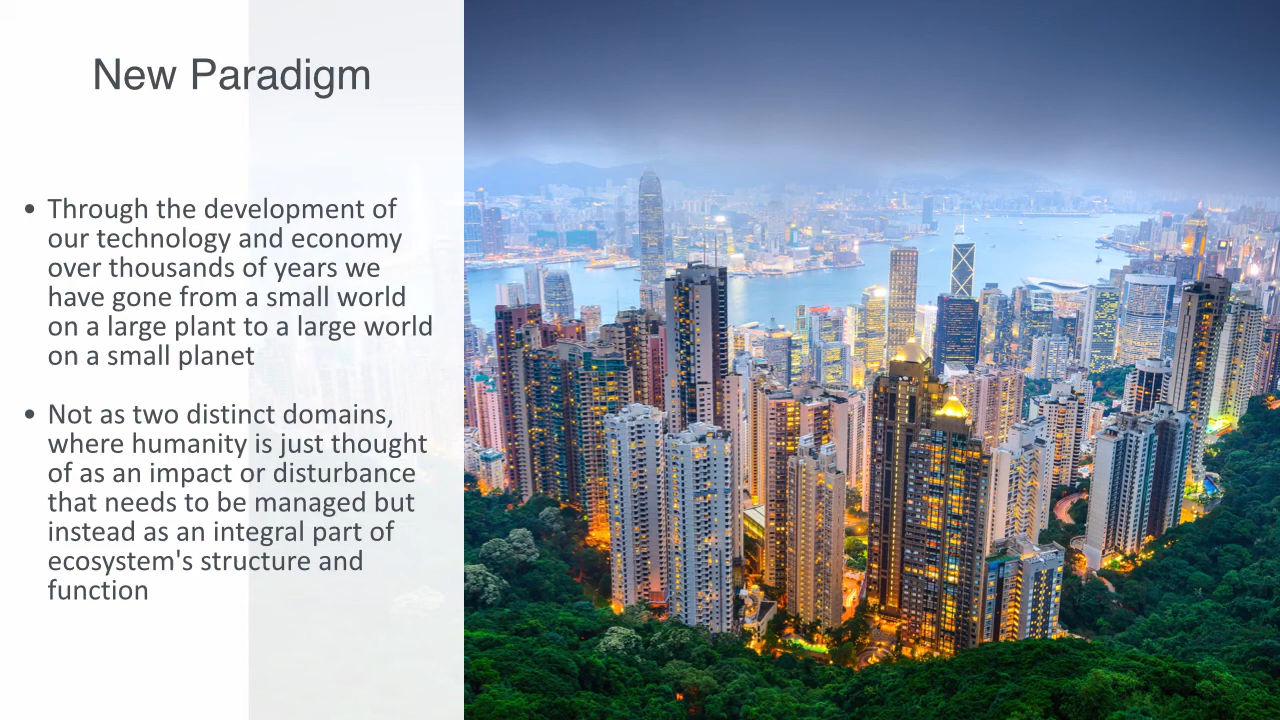 New Paradigm
• Through the development of
our technology and economy
over thousands of years we
have gone from a small world
on a large plant to a large world
on a small planet
• Not as two distinct domains,
where humanity is just thought
of as an impact or disturbance
that needs to be managed but
instead as an integral part of
ecosystem's structure and
function